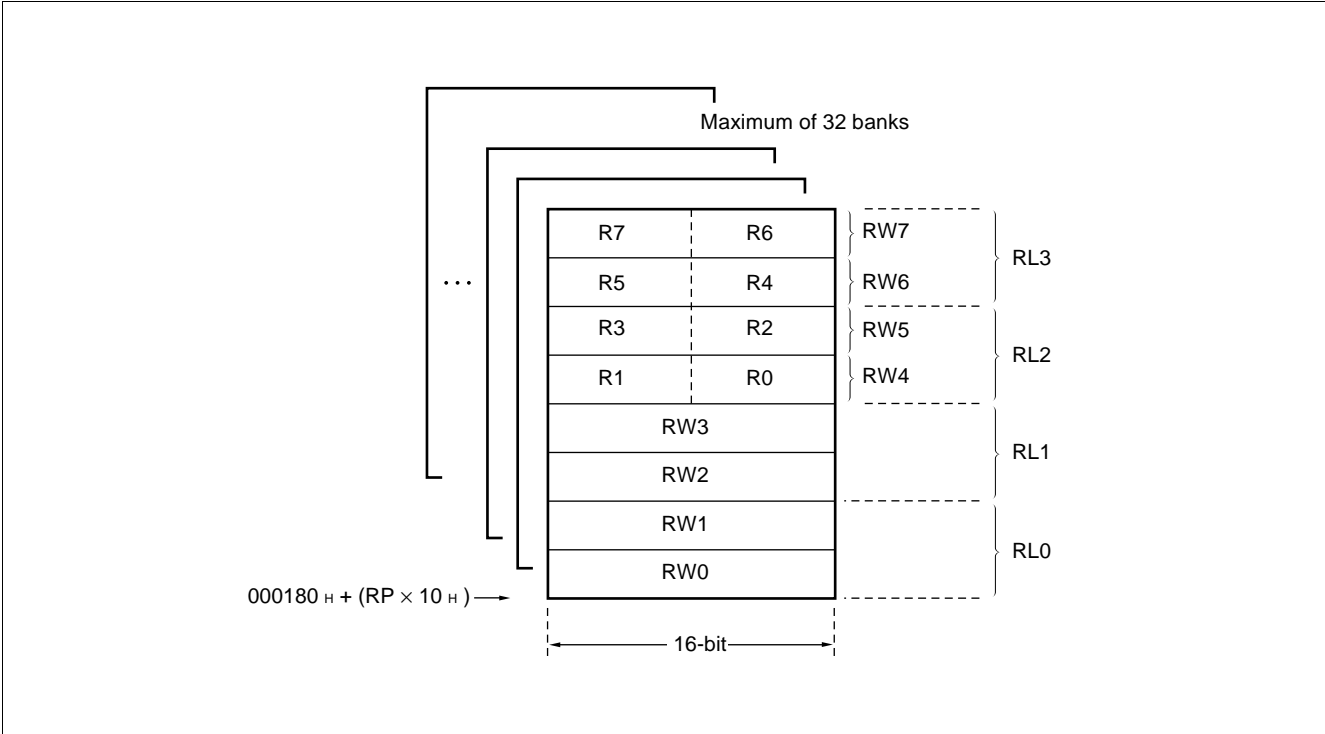 Maximum of 32 banks
R7 R6 RW7
RL3
. . . R5 R4 RW6
R3 R2 RW5
RL2
R1 R0 RW4
RW3
RL1
RW2
RW1
RL0
RW0
000180 H + (RP × 10 H )
16-bit